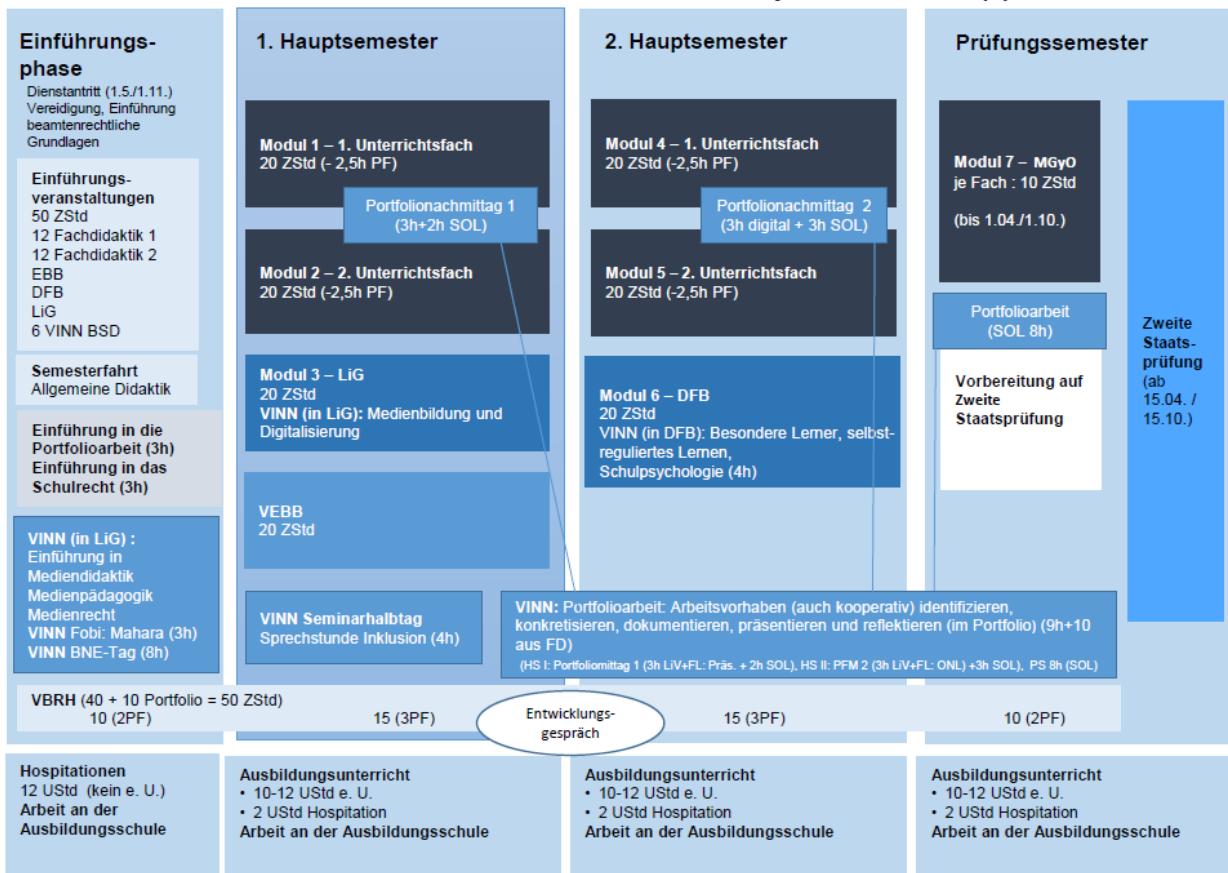 Einführungs-
phase
Dienstantritt (1.5./1.11.)
Vereidigung, Einführung
beamtenrechtliche
Grundlagen
Einführungs-
veranstaltungen
50 ZStd
12 Fachdidaktik 1
12 Fachdidaktik 2
EBB
DFB
LiG
6 VINN BSD
Semesterfahrt
Allgemeine Didaktik
Einführung in die
Portfolioarbeit (3h)
Einführung in das
Schulrecht (3h)
VINN (in LiG) :
Einführung in
Mediendidaktik
Medienpädagogik
Medienrecht
VINN Fobi: Mahara (3h)
VINN BNE-Tag (8h)
1. Hauptsemester
Modul 1 – 1. Unterrichtsfach
20 ZStd (- 2,5h PF)
Portfolionachmittag 1
(3h+2h SOL)
Modul 2 – 2. Unterrichtsfach
20 ZStd (-2,5h PF)
Modul 3 – LiG
20 ZStd
VINN (in LiG): Medienbildung und
Digitalisierung
VEBB
20 ZStd
VINN Seminarhalbtag
Sprechstunde Inklusion (4h)
2. Hauptsemester
Modul 4 – 1. Unterrichtsfach
20 ZStd (-2,5h PF)
Portfolionachmittag 2
(3h digital + 3h SOL)
Modul 5 – 2. Unterrichtsfach
20 ZStd (-2,5h PF)
Modul 6 – DFB
20 ZStd
VINN (in DFB): Besondere Lerner, selbst-
reguliertes Lernen,
Schulpsychologie (4h)
Prüfungssemester
Modul 7 – MGyO
je Fach : 10 ZStd
(bis 1.04./1.10.)
Portfolioarbeit
(SOL 8h)
Vorbereitung auf
Zweite
Staatsprüfung
Zweite
Staats-
prüfung
(ab
15.04. /
15.10.)
VINN: Portfolioarbeit: Arbeitsvorhaben (auch kooperativ) identifizieren,
konkretisieren, dokumentieren, präsentieren und reflektieren (im Portfolio) (9h+10
aus FD)
(HS I: Portfoliomittag 1 (3h LiV+FL: Präs. + 2h SOL), HS II: PFM 2 (3h LiV+FL: ONL) +3h SOL), PS 8h (SOL)
VBRH (40 + 10 Portfolio = 50 ZStd)
10 (2PF) 15 (3PF) 15 (3PF) 10 (2PF)
Entwicklungs-
gespräch
Hospitationen
12 UStd (kein e. U.)
Arbeit an der
Ausbildungsschule
Ausbildungsunterricht
• 10-12 UStd e. U.
• 2 UStd Hospitation
Arbeit an der Ausbildungsschule
Ausbildungsunterricht
• 10-12 UStd e. U.
• 2 UStd Hospitation
Arbeit an der Ausbildungsschule
Ausbildungsunterricht
• 10-12 UStd e. U.
• 2 UStd Hospitation
Arbeit an der Ausbildungsschule